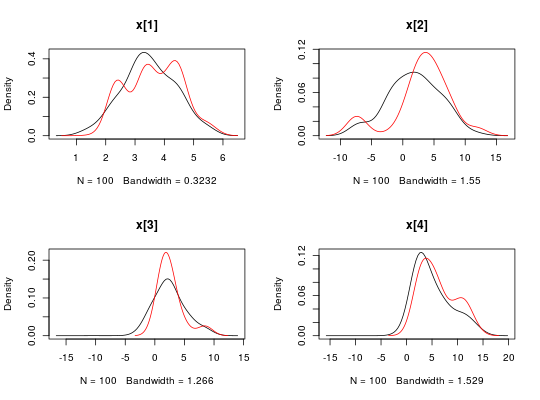 x[1]
Density
0.0
0.2
0.4
1 2 3 4 5 6
N = 100 Bandwidth = 0.3232
x[2]
Density
0.00
0.06
0.12
-10 -5 0 5 10 15
N = 100 Bandwidth = 1.55
x[3]
Density
0.00
0.10
0.20
-15 -10 -5 0 5 10 15
N = 100 Bandwidth = 1.266
x[4]
Density
0.00
0.06
0.12
-15 -10 -5 0 5 10 15 20
N = 100 Bandwidth = 1.529